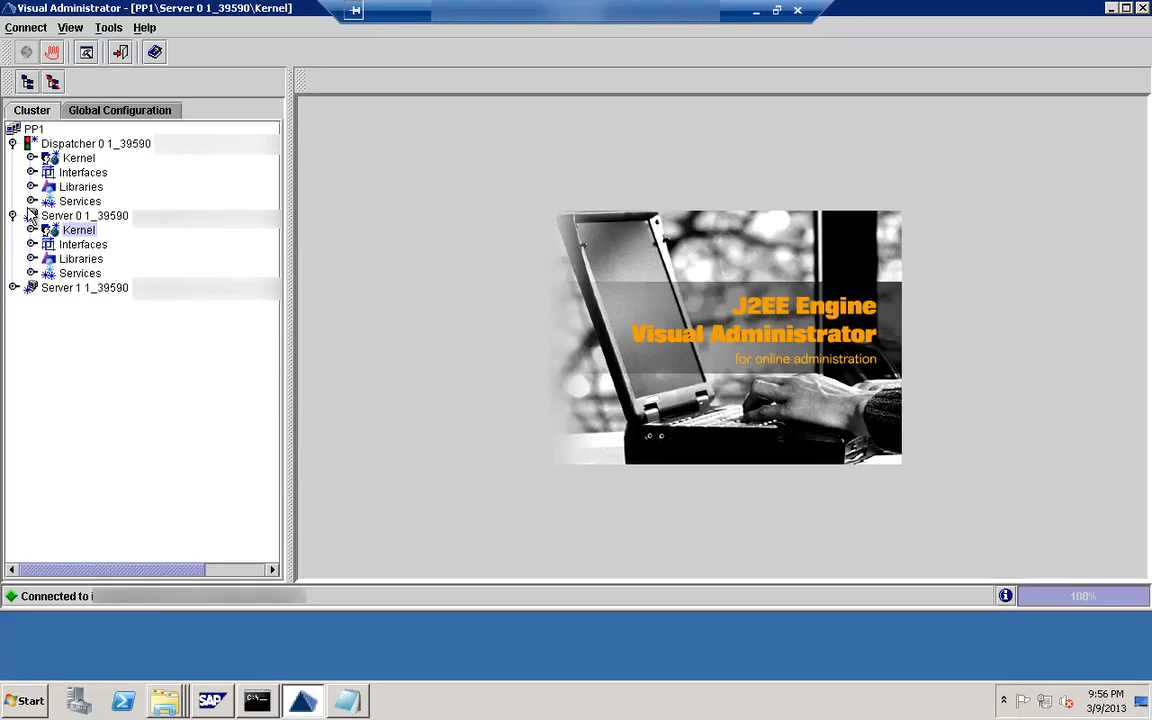 Visual Administrator - [PP1\Server 0 1_39590\Kernel]
Connect View Tools Help
Cluster Global Configuration
PP1
Dispatcher 0 1_39590
Kernel
Interfaces
Libraries
Services
Server 0 1_39590
Kernel
Interfaces
Libraries
Services
Server 1 1_39590
J2EE Engine
Visual Administrator
for online administration
Connected to
100%
Start
SAP
9:56 PM
3/9/2013